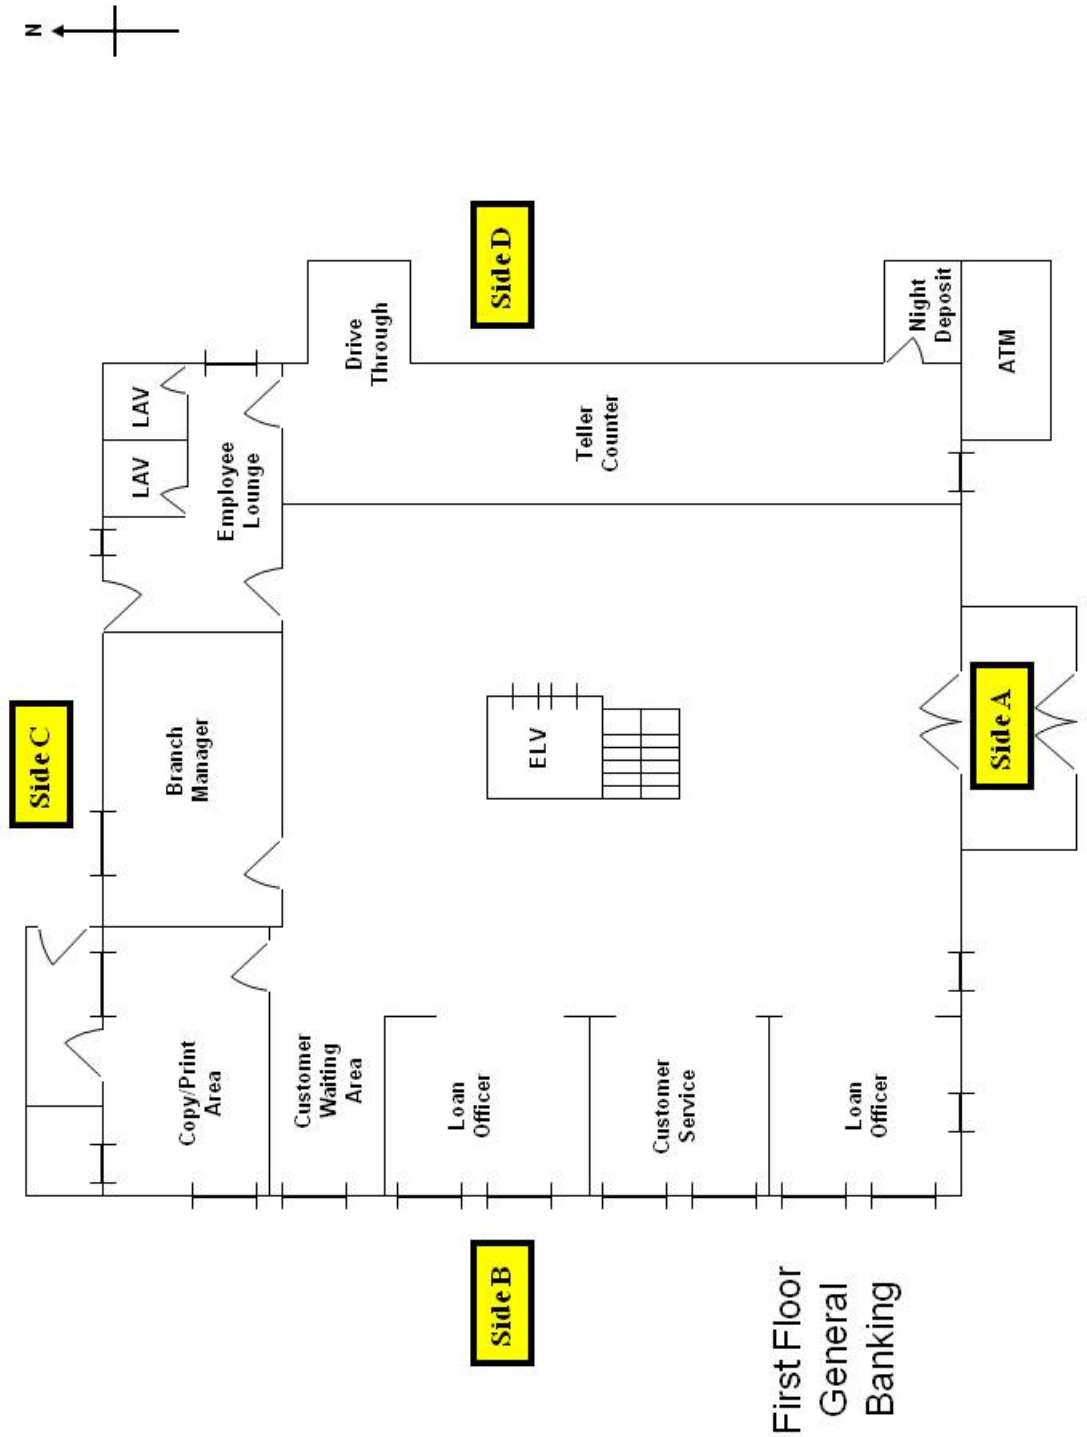 N
Side C
LAV
LAV
Branch
Manager
Copy/Print
Area
Employee
Lounge
Customer
Waiting
Area
Drive
Through
Loan
Officer
Side B
Side D
ELV
Teller
Counter
Customer
Service
First Floor
General
Banking
Loan
Officer
Night
Deposit
Side A
ATM